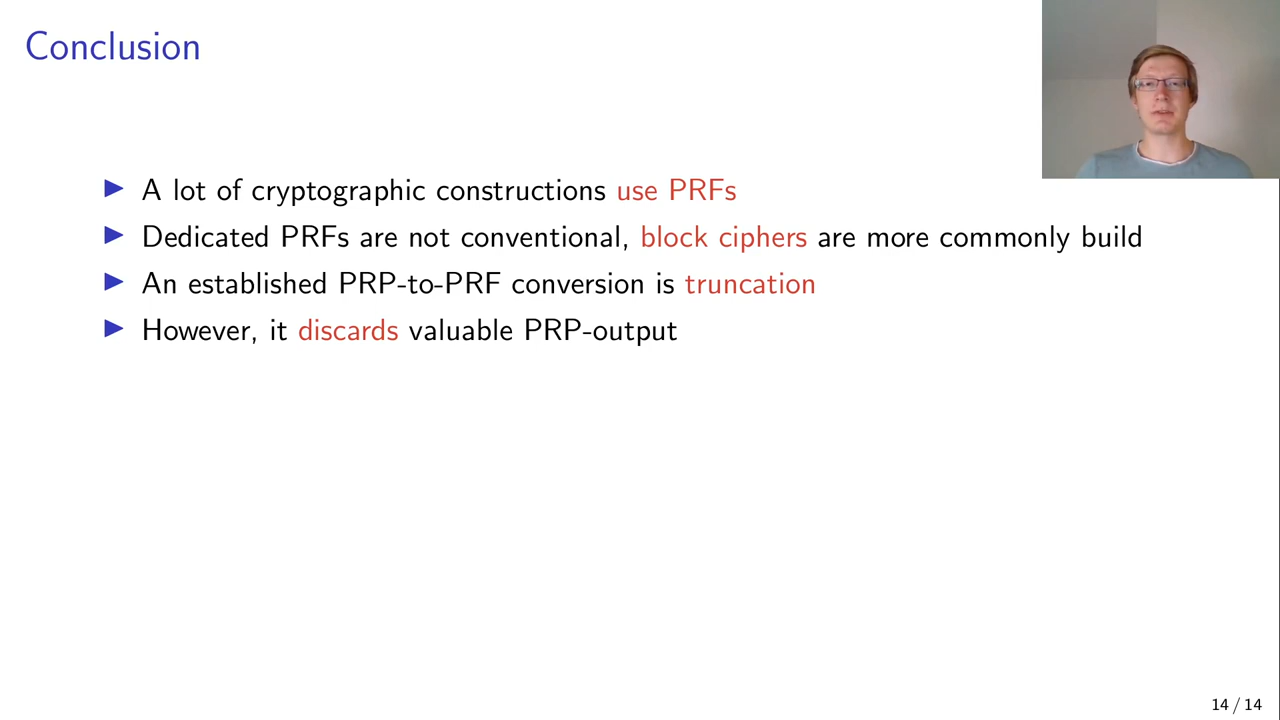 Conclusion
A lot of cryptographic constructions use PRFs
Dedicated PRFs are not conventional, block ciphers are more commonly build
An established PRP-to-PRF conversion is truncation
However, it discards valuable PRP-output
14 / 14